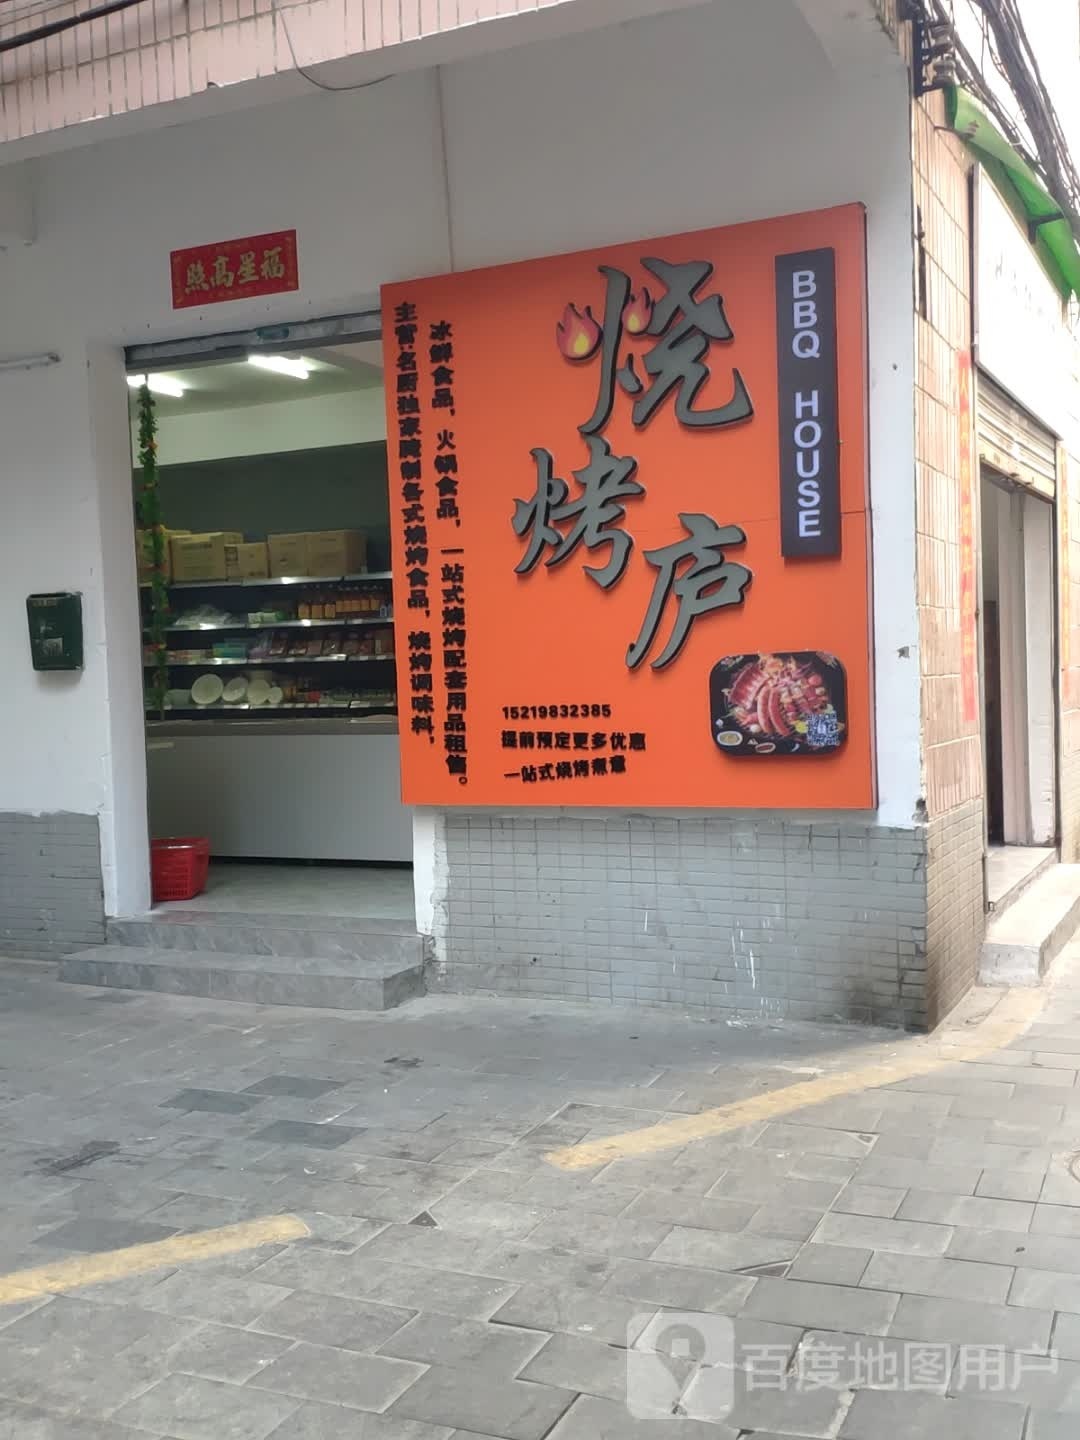 福星高照
烧烤庐
BBQ HOUSE
主营:名厨独家腌制各式烧烤食品，烧烤调味料，
冰鲜食品，火锅食品，一站式烧烤配套用品租售。
15219832385
提前预定更多优惠
一站式烧烤煮意
百度地图用户